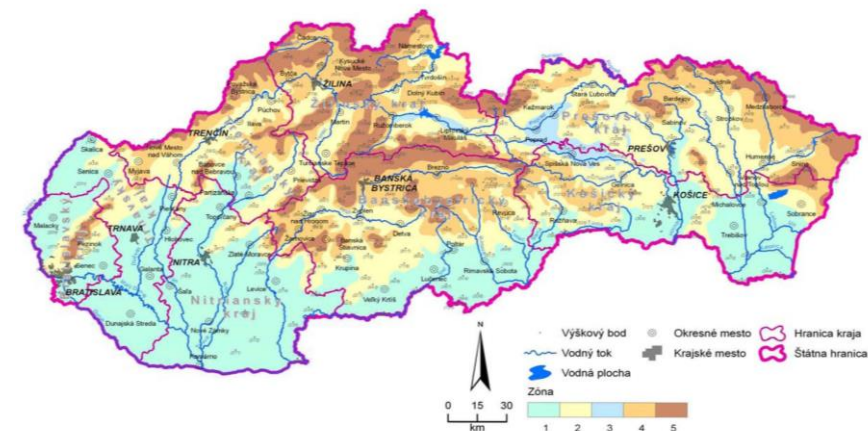 Čadca
Námestovo
Kysucké
Nové Mesto
Bytča
Tvrdošín
Považská
Bystrica
ŽILINA
Dolný Kubín
Žilinský kraj
Stará Ľubovňa
Bardejov
Svidník
Medzilaborce
Kežmarok
Stropkov
Púchov
Martin
Ružomberok
Liptovský
Mikuláš
Sabinov
Prešovský
kraj
Ilava
Poprad
TRENČÍN
PREŠOV
Humenné
Snina
Skalica
Nové Mesto
nad Váhom
Turčianske Teplice
Spišská Nová Ves
Brezno
Senica
Myjava
Bánovce
nad Bebravou
Prievidza
BANSKÁ
BYSTRICA
Gelnica
Košický
kraj
KOŠICE
Michalovce
Sobrance
Partizánske
Banskobystrický
kraj
Piešťany
Topoľčany
Zvolen
Revúca
Rožňava
Trebišov
Malacky
TRNAVA
Hlohovec
Žarnovica
Banská
Štiavnica
Detva
Poltár
Pezinok
NITRA
Zlaté Moravce
Krupina
Rimavská Sobota
Senec
Galanta
Levice
Lučenec
BRATISLAVA
Šaľa
Nitriansky
kraj
Veľký Krtíš
Dunajská Streda
Nové Zámky
Komárno
N
0 15 30
km
Výškový bod
Okresné mesto
Hranica kraja
Vodný tok
Krajské mesto
Štátna hranica
Vodná plocha
Zóna
1 2 3 4 5